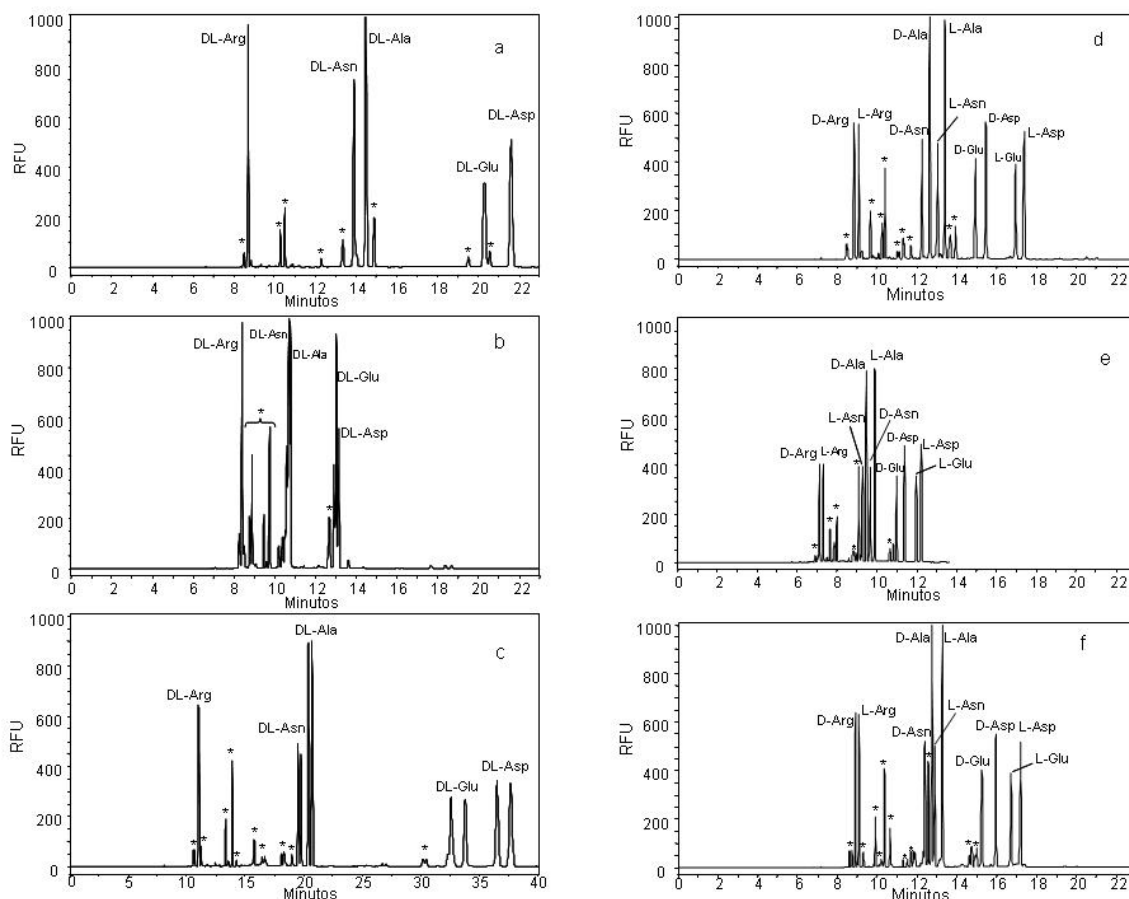 a
1000
800
600
400
200
0
RFU
DL-Arg
DL-Asn
DL-Ala
DL-Glu
DL-Asp
* * * * * * * *
0 2 4 6 8 10 12 14 16 18 20 22
Minutos
b
1000
800
600
400
200
0
RFU
DL-Arg
DL-Asn
DL-Ala
DL-Glu
DL-Asp
* *
0 2 4 6 8 10 12 14 16 18 20 22
Minutos
c
1000
800
600
400
200
0
RFU
DL-Arg
DL-Asn
DL-Ala
DL-Glu
DL-Asp
* * * * * * * * * *
0 5 10 15 20 25 30 35 40
Minutos
d
1000
800
600
400
200
0
RFU
D-Arg
L-Arg
D-Asn
D-Ala
L-Asn
L-Ala
D-Glu
D-Asp
L-Glu
L-Asp
* * * * * * * * *
0 2 4 6 8 10 12 14 16 18 20 22
Minutos
e
1000
800
600
400
200
0
RFU
D-Arg
L-Arg
L-Asn
D-Ala
D-Asn
L-Ala
D-Glu
D-Asp
L-Glu
L-Asp
* * * * * *
0 2 4 6 8 10 12 14 16 18 20 22
Minutos
f
1000
800
600
400
200
0
RFU
D-Arg
L-Arg
D-Asn
D-Ala
L-Asn
L-Ala
D-Glu
D-Asp
L-Glu
L-Asp
* * * * * * * * * * *
0 2 4 6 8 10 12 14 16 18 20 22
Minutos